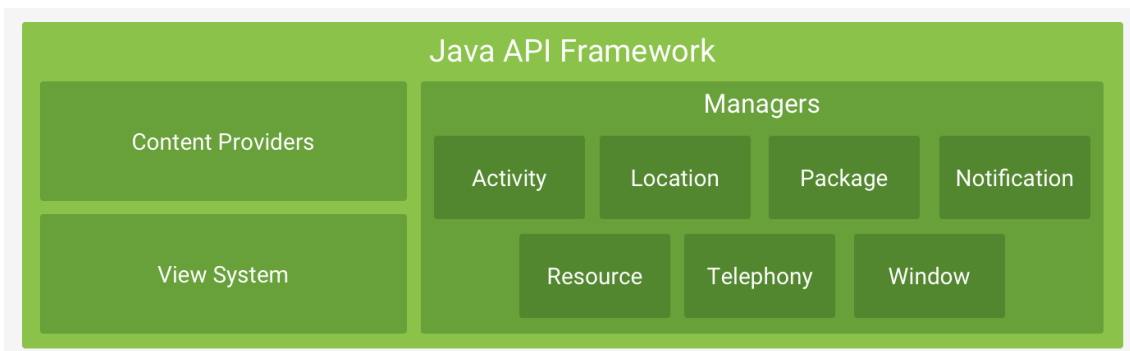 Java API Framework
Content Providers
View System
Managers
Activity Location Package Notification
Resource Telephony Window